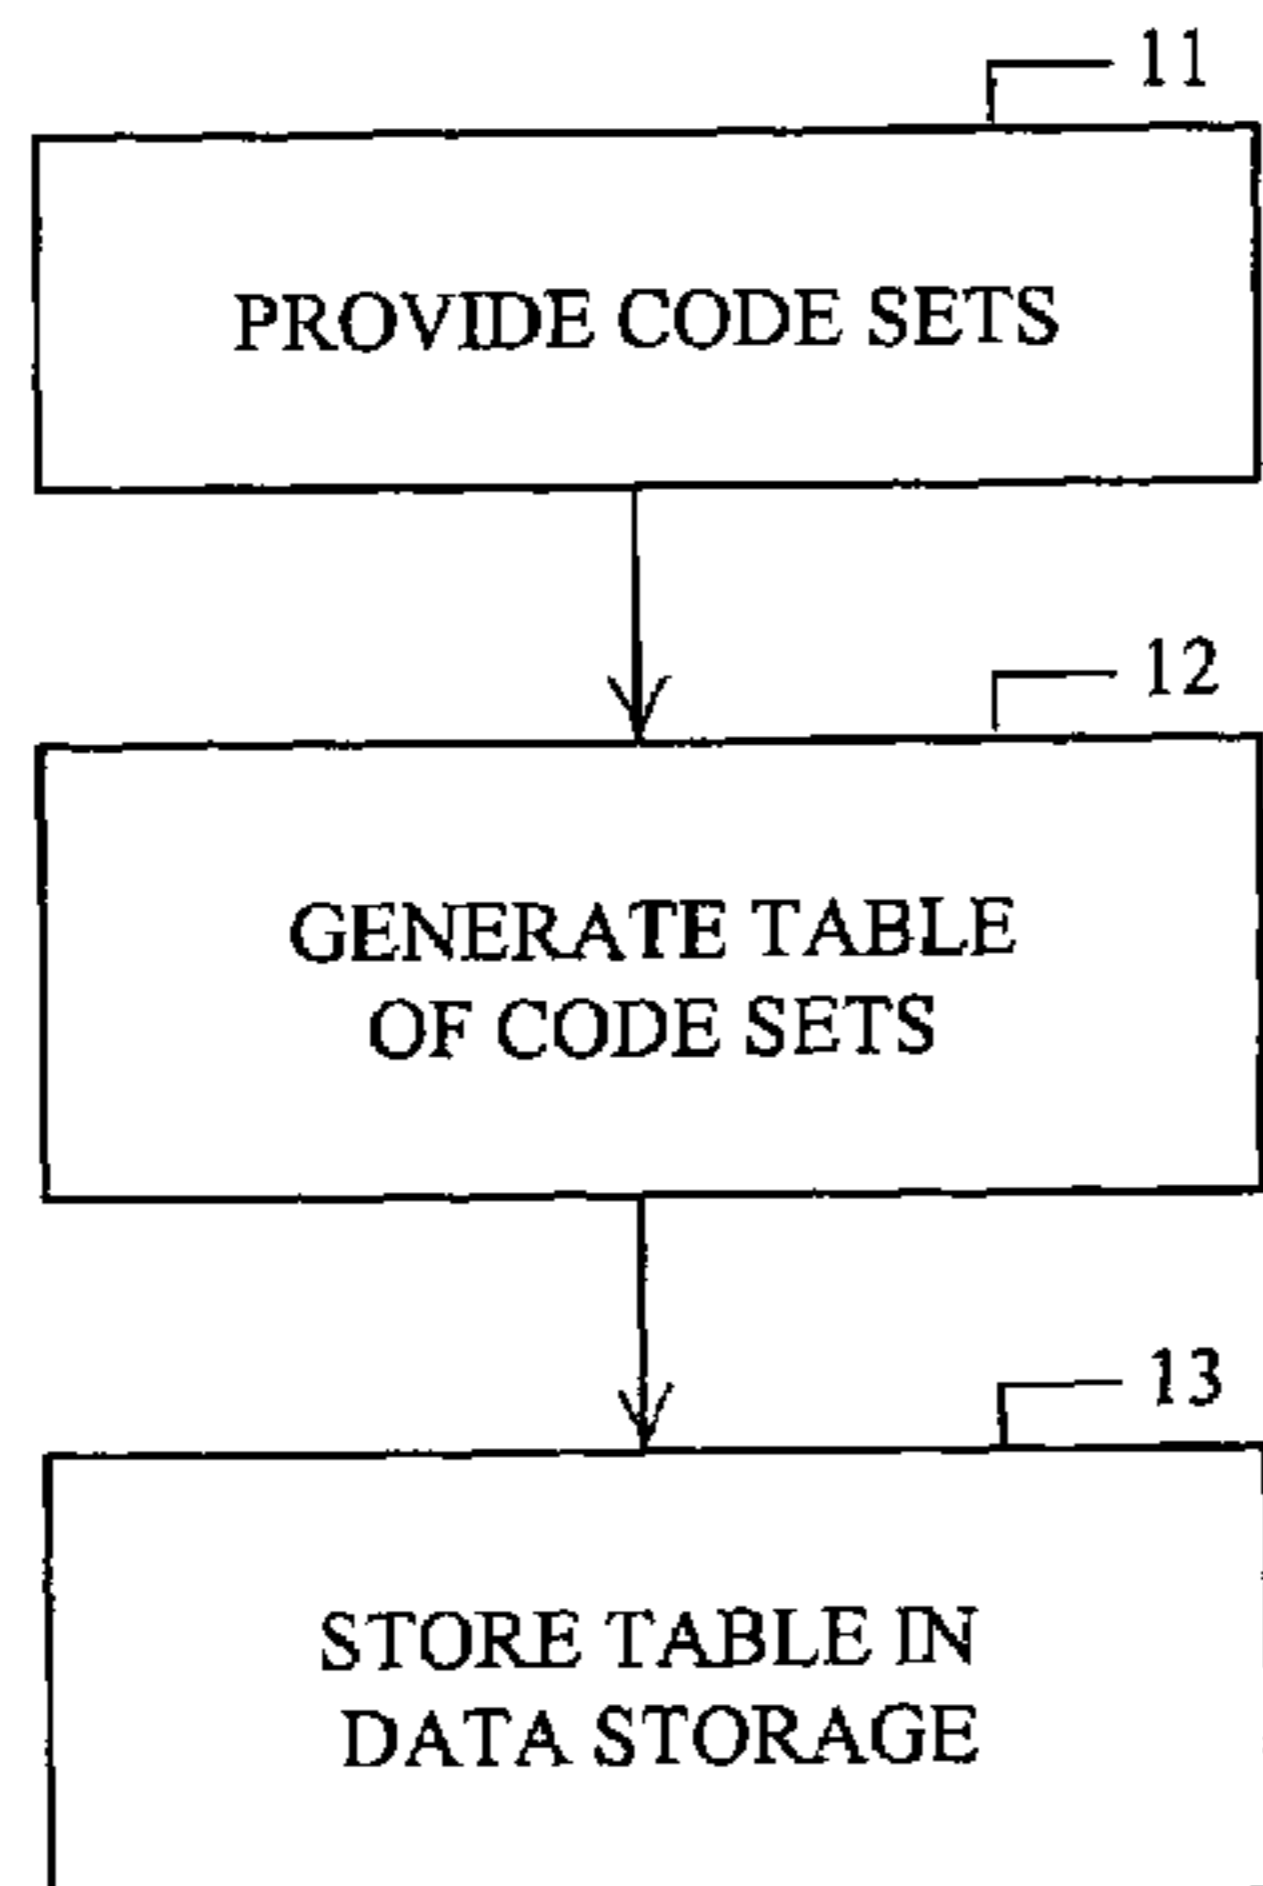 11
PROVIDE CODE SETS
12
GENERATE TABLE
OF CODE SETS
13
STORE TABLE IN
DATA STORAGE